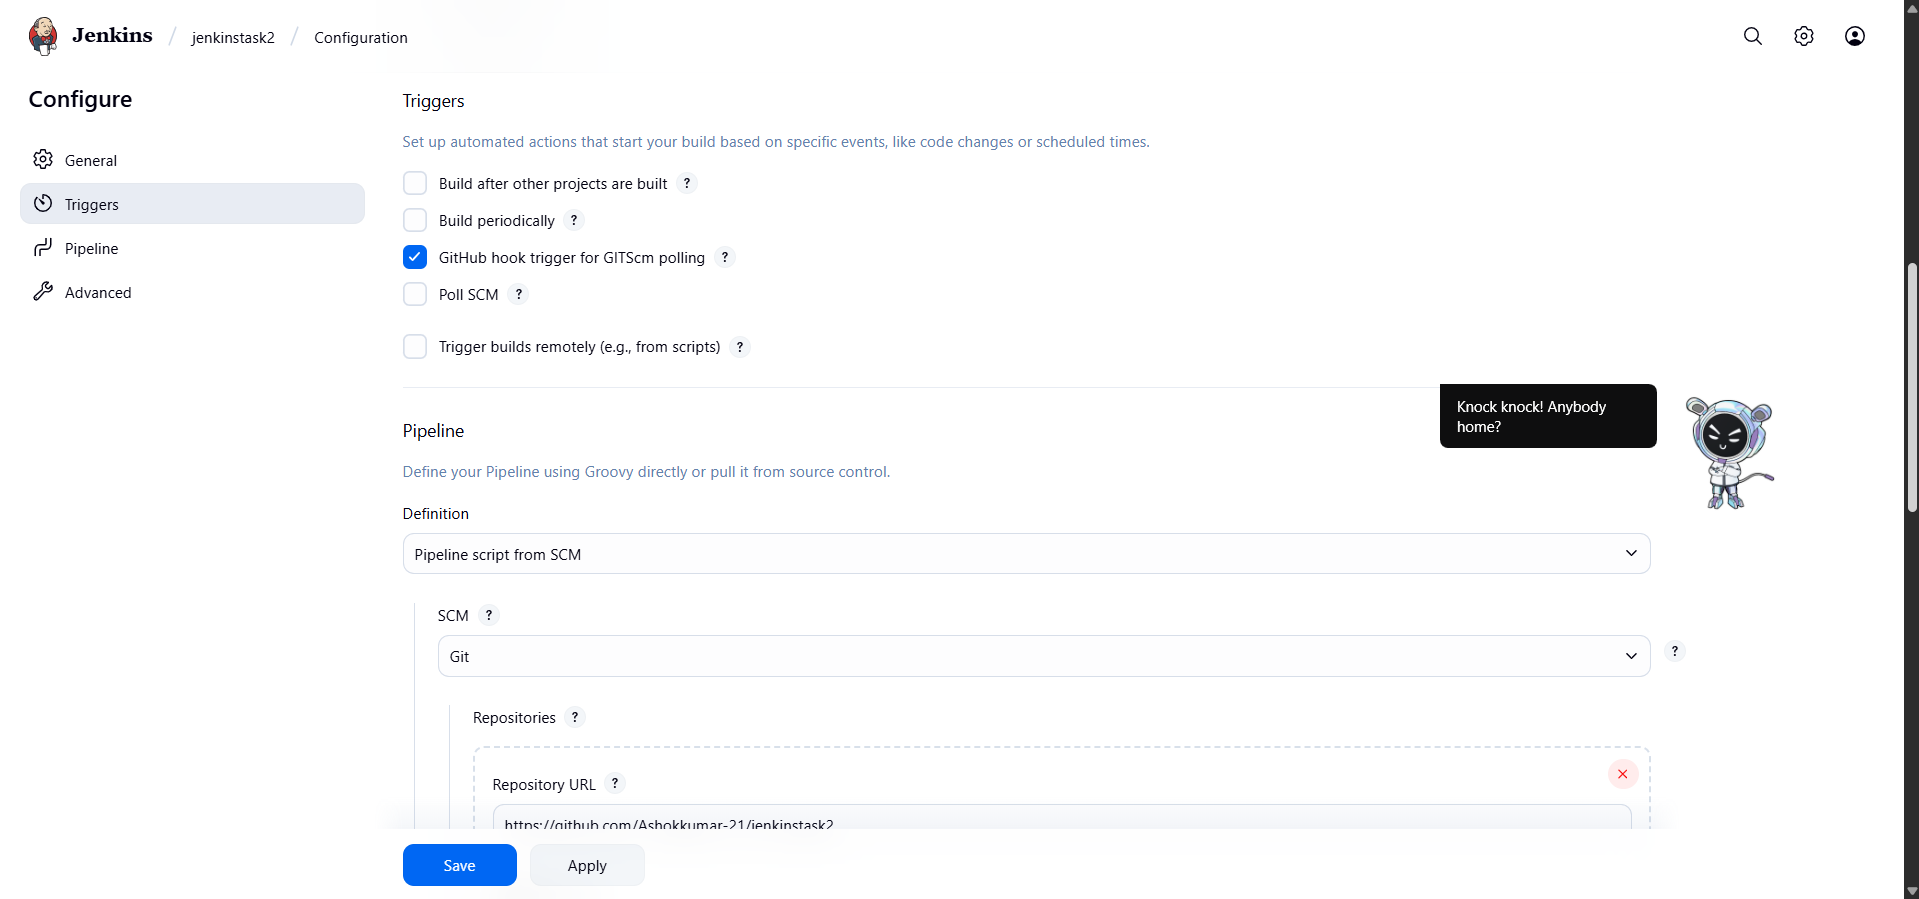 Jenkins / jenkinstask2 / Configuration
Configure
General
Triggers
Pipeline
Advanced
Triggers
Set up automated actions that start your build based on specific events, like code changes or scheduled times.
Build after other projects are built ?
Build periodically ?
GitHub hook trigger for GITScm polling ?
Poll SCM ?
Trigger builds remotely (e.g., from scripts) ?
Knock knock! Anybody
home?
Pipeline
Define your Pipeline using Groovy directly or pull it from source control.
Definition
Pipeline script from SCM
SCM ?
Git
?
Repositories ?
Repository URL ?
https://github.com/Ashokkumar-21/jenkinstask2
Save
Apply